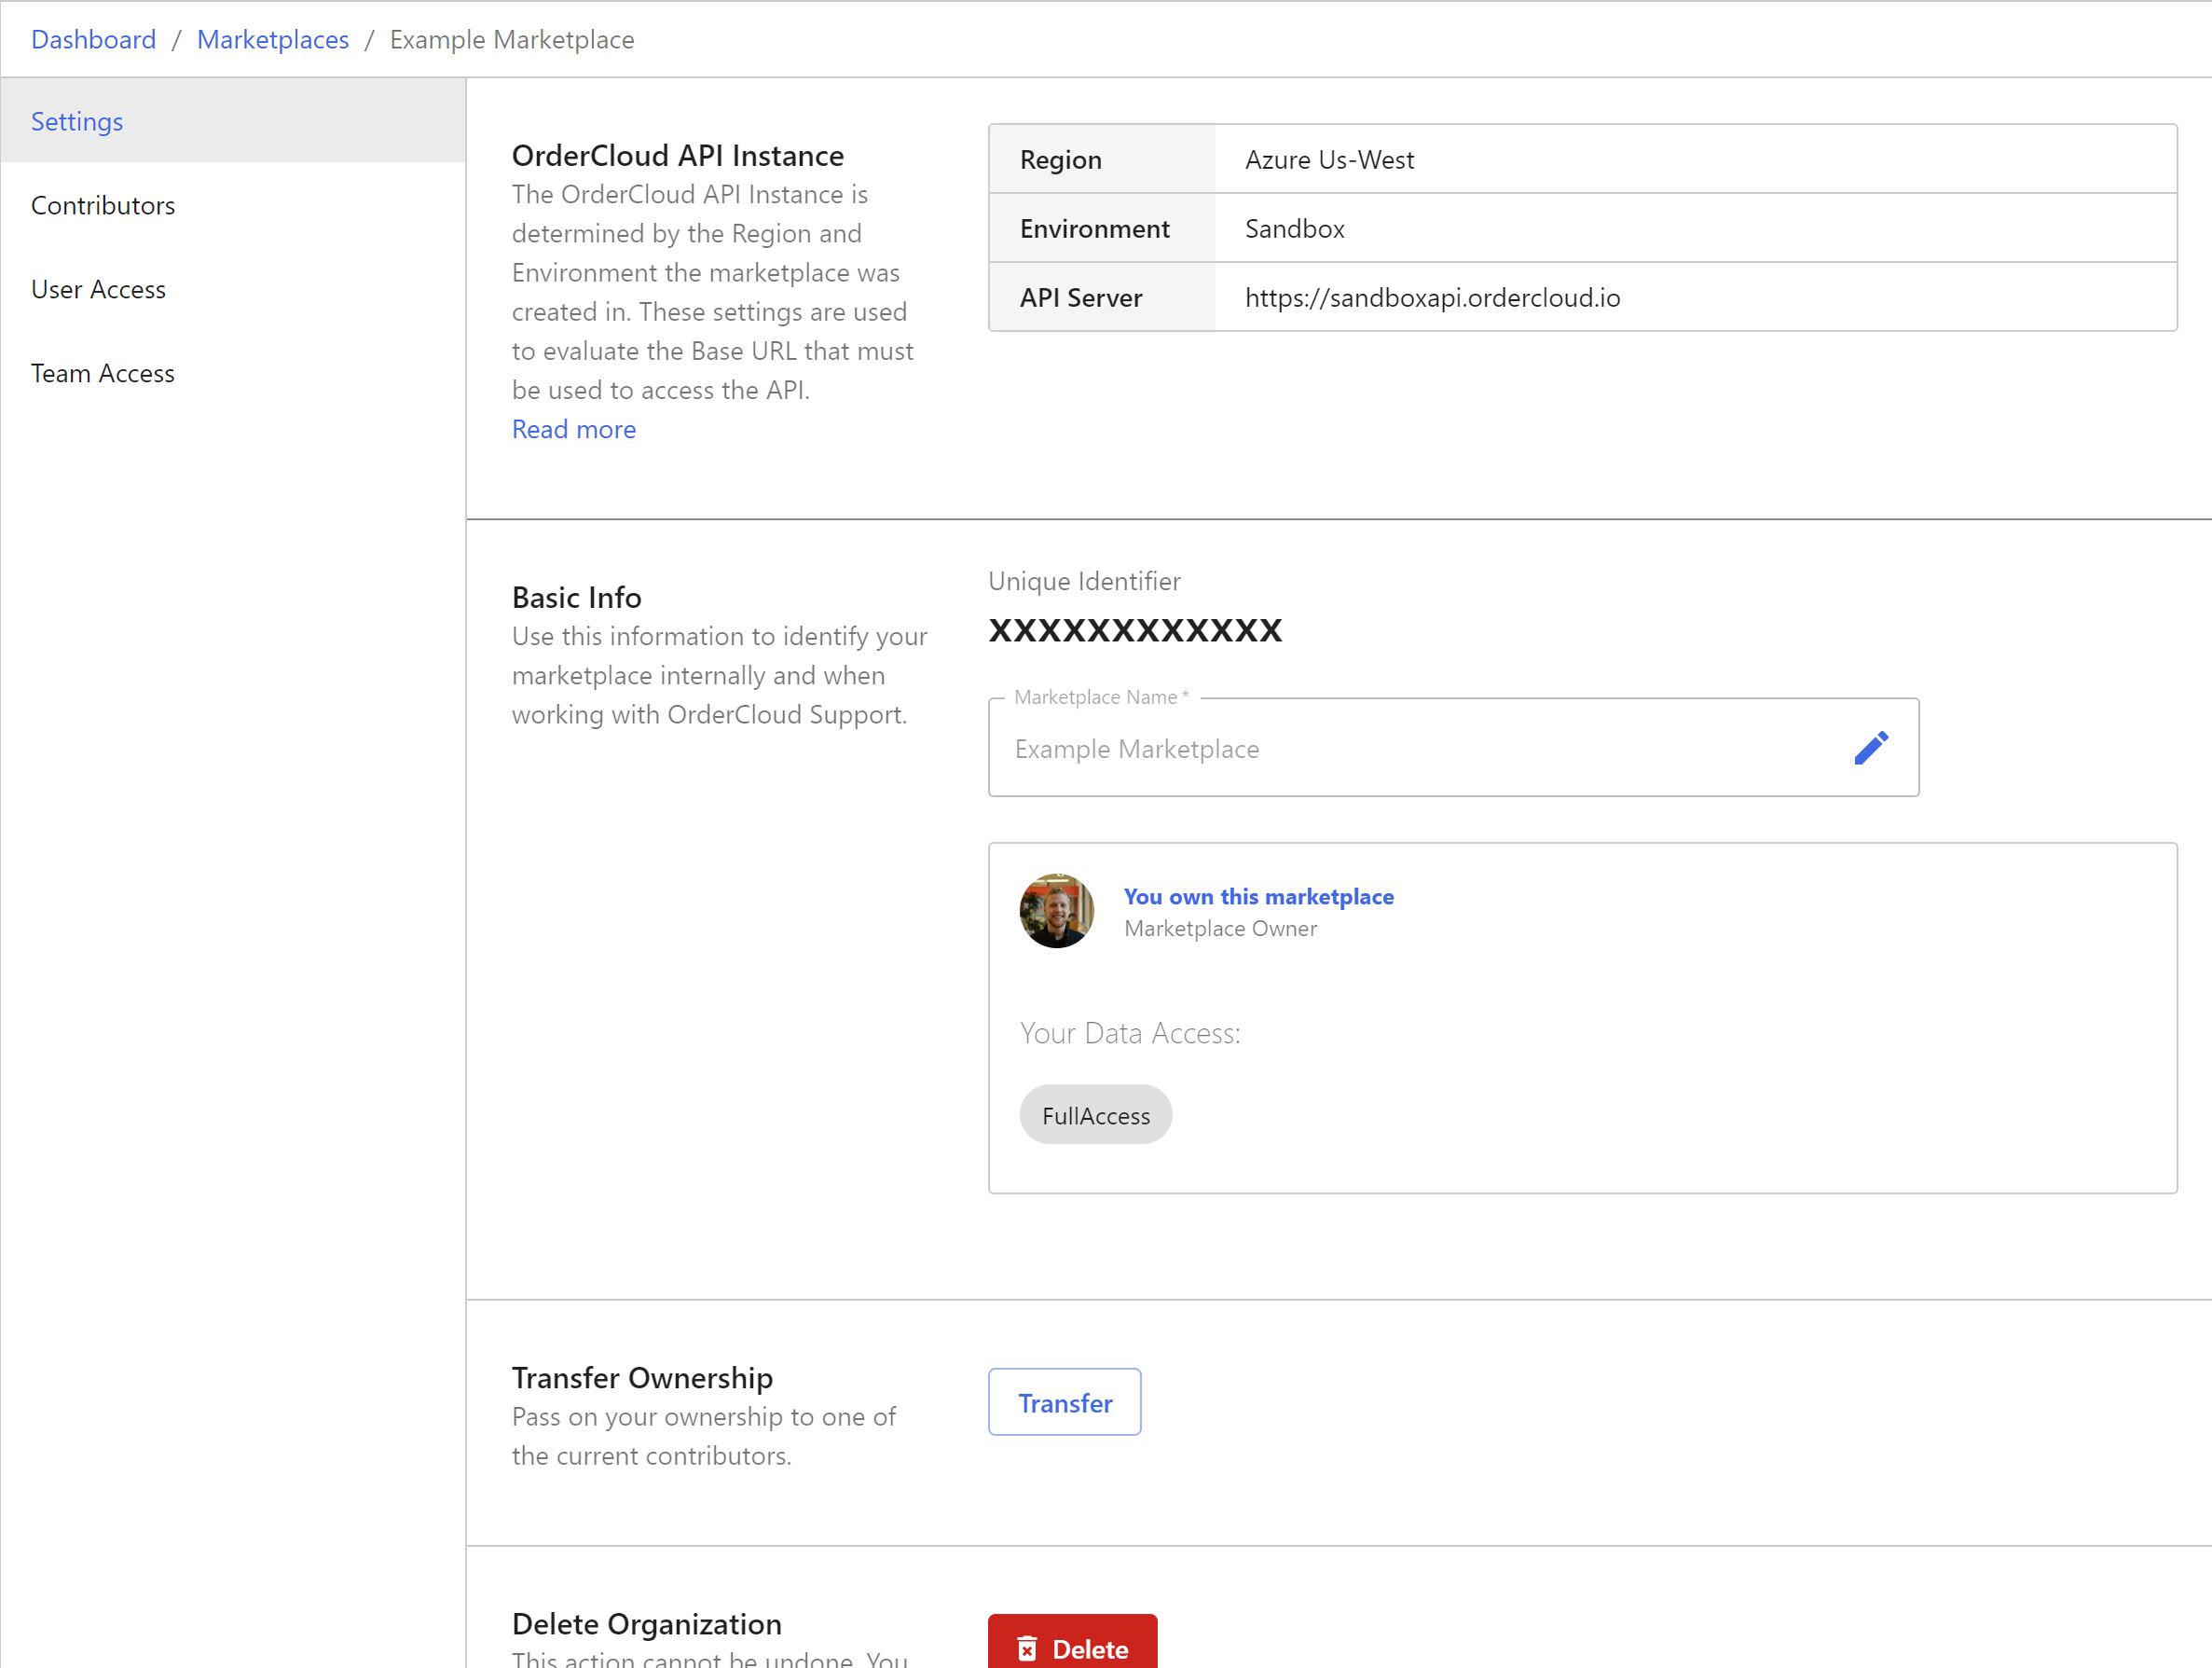 Dashboard / Marketplaces / Example Marketplace
Settings
Contributors
User Access
Team Access
OrderCloud API Instance
The OrderCloud API Instance is
determined by the Region and
Environment the marketplace was
created in. These settings are used
to evaluate the Base URL that must
be used to access the API.
Read more
Region Azure Us-West
Environment Sandbox
API Server https://sandboxapi.ordercloud.io
Basic Info
Use this information to identify your
marketplace internally and when
working with OrderCloud Support.
Unique Identifier
XXXXXXXXXXXX
Marketplace Name *
Example Marketplace
You own this marketplace
Marketplace Owner
Your Data Access:
FullAccess
Transfer Ownership
Pass on your ownership to one of
the current contributors.
Transfer
Delete Organization
This action cannot be undone. You
Delete